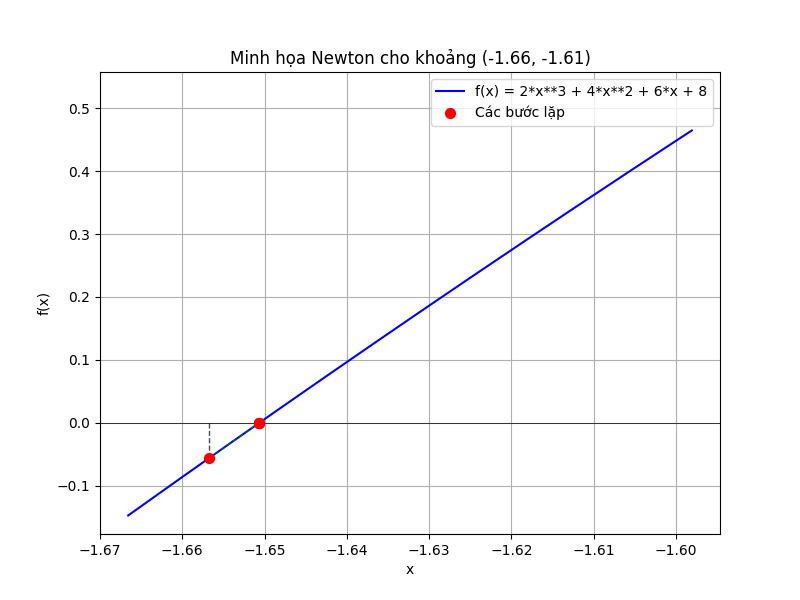 Minh họa Newton cho khoảng (-1.66, -1.61)
f(x) = 2*x**3 + 4*x**2 + 6*x + 8
Các bước lặp
0.5
0.4
0.3
0.2
0.1
0.0
−0.1
f(x)
−1.67 −1.66 −1.65 −1.64 −1.63 −1.62 −1.61 −1.60
x